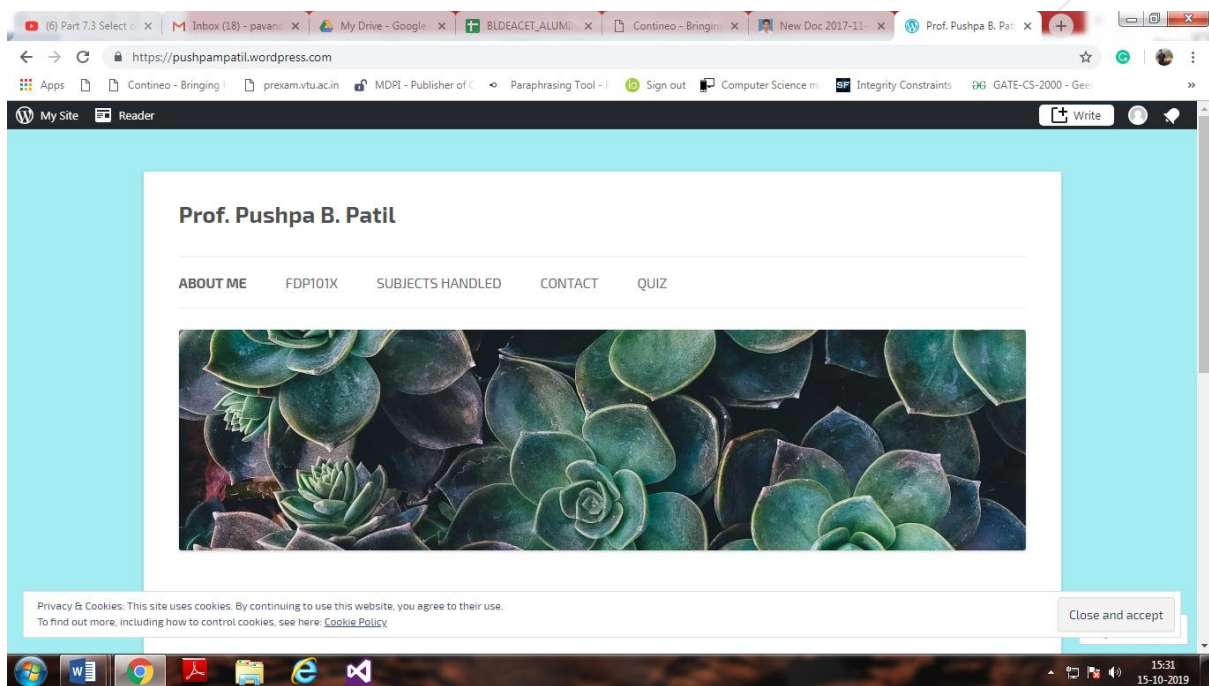 (6) Part 7.3 Select o
Inbox (18) - pavand
My Drive - Google
BLDEACET_ALUMI
Contineo - Bringing
New Doc 2017-11-
Prof. Pushpa B. Pat
https://pushpampatil.wordpress.com
Apps
Contineo - Bringing
prexam.vtu.ac.in
MDPI - Publisher of
Paraphrasing Tool -
Sign out
Computer Science m
SF Integrity Constraints
GATE-CS-2000 - Gee
»
My Site
Reader
Write
Prof. Pushpa B. Patil
ABOUT ME FDP101X SUBJECTS HANDLED CONTACT QUIZ
Privacy & Cookies: This site uses cookies. By continuing to use this website, you agree to their use.
To find out more, including how to control cookies, see here: Cookie Policy
Close and accept
15:31
15-10-2019